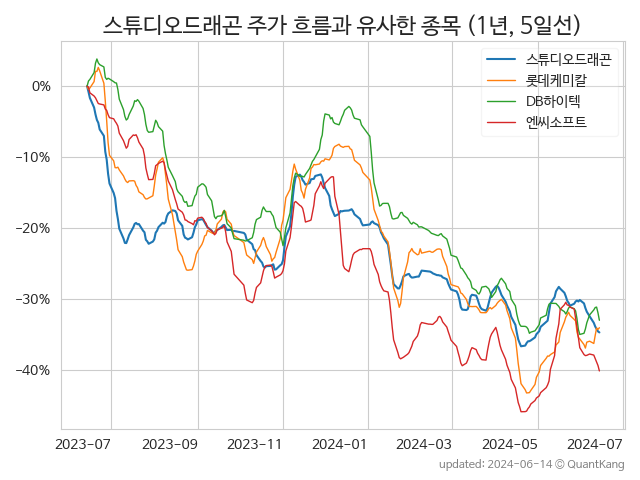 스튜디오드래곤 주가 흐름과 유사한 종목 (1년, 5일선)
스튜디오드래곤
롯데케미칼
DB하이텍
엔씨소프트
0%
−10%
−20%
−30%
−40%
2023-07 2023-09 2023-11 2024-01 2024-03 2024-05 2024-07
updated: 2024-06-14 © QuantKang